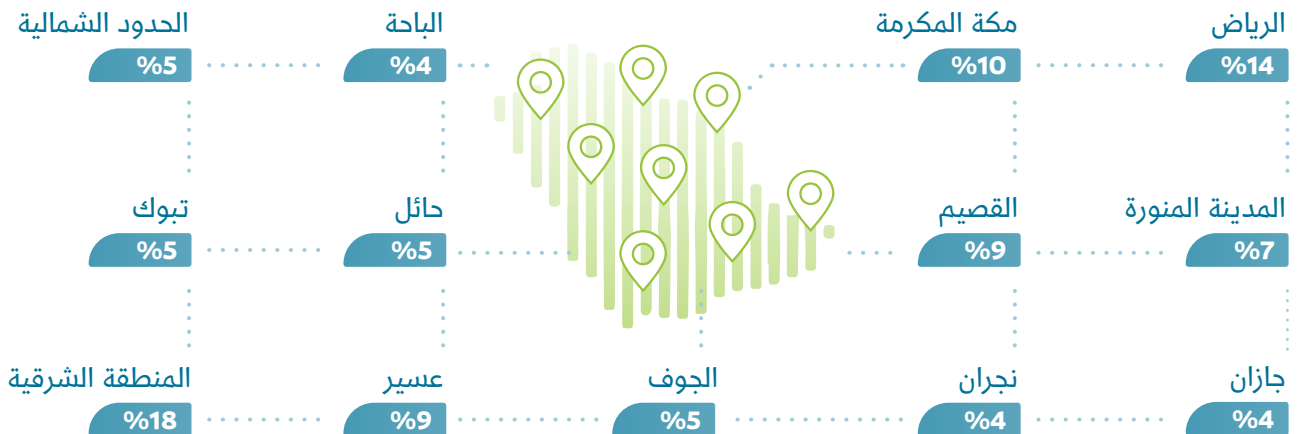 الرياض
%14
مكة المكرمة
%10
الباحة
%4
الحدود الشمالية
%5
المدينة المنورة
%7
القصيم
%9
حائل
%5
تبوك
%5
جازان
%4
نجران
%4
الجوف
%5
عسير
%9
المنطقة الشرقية
%18